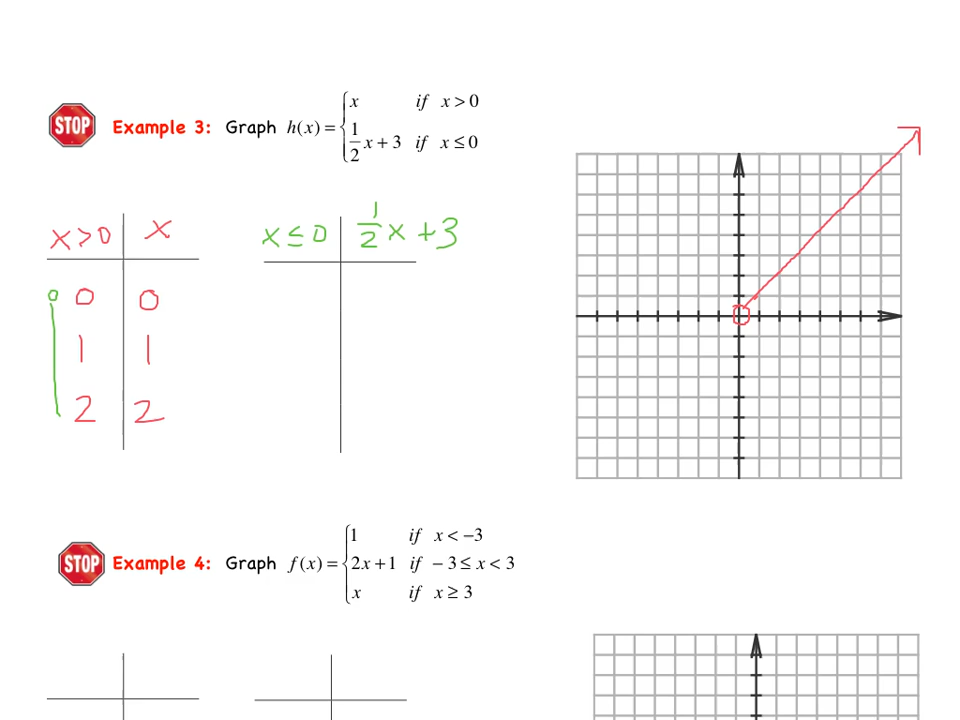 STOP Example 3: Graph h(x) = { x if x > 0
1/2 x + 3 if x ≤ 0
x>0 x
x≤0 1/2 x +3
0 0 0
1 1
2 2
STOP Example 4: Graph f(x) = { 1 if x < −3
2x + 1 if − 3 ≤ x < 3
x if x ≥ 3